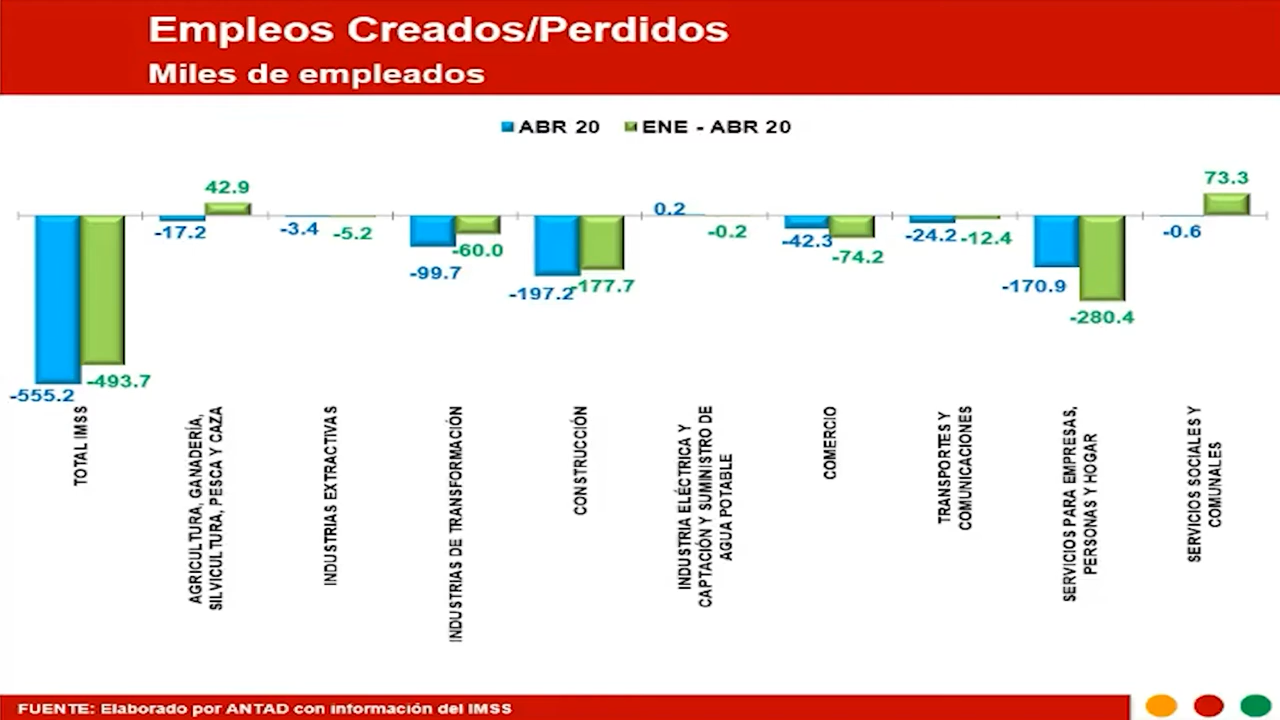 Empleos Creados/Perdidos
Miles de empleados
ABR 20
ENE - ABR 20
-555.2
-493.7
-17.2
42.9
-3.4
-5.2
-99.7
-60.0
-197.2
-177.7
0.2
-0.2
-42.3
-74.2
-24.2
-12.4
-170.9
-280.4
-0.6
73.3
TOTAL IMSS
AGRICULTURA, GANADERÍA,
SILVICULTURA, PESCA Y CAZA
INDUSTRIAS EXTRACTIVAS
INDUSTRIAS DE TRANSFORMACIÓN
CONSTRUCCIÓN
INDUSTRIA ELÉCTRICA Y
CAPTACIÓN Y SUMINISTRO DE
AGUA POTABLE
COMERCIO
TRANSPORTES Y
COMUNICACIONES
SERVICIOS PARA EMPRESAS,
PERSONAS Y HOGAR
SERVICIOS SOCIALES Y
COMUNALES
FUENTE: Elaborado por ANTAD con información del IMSS